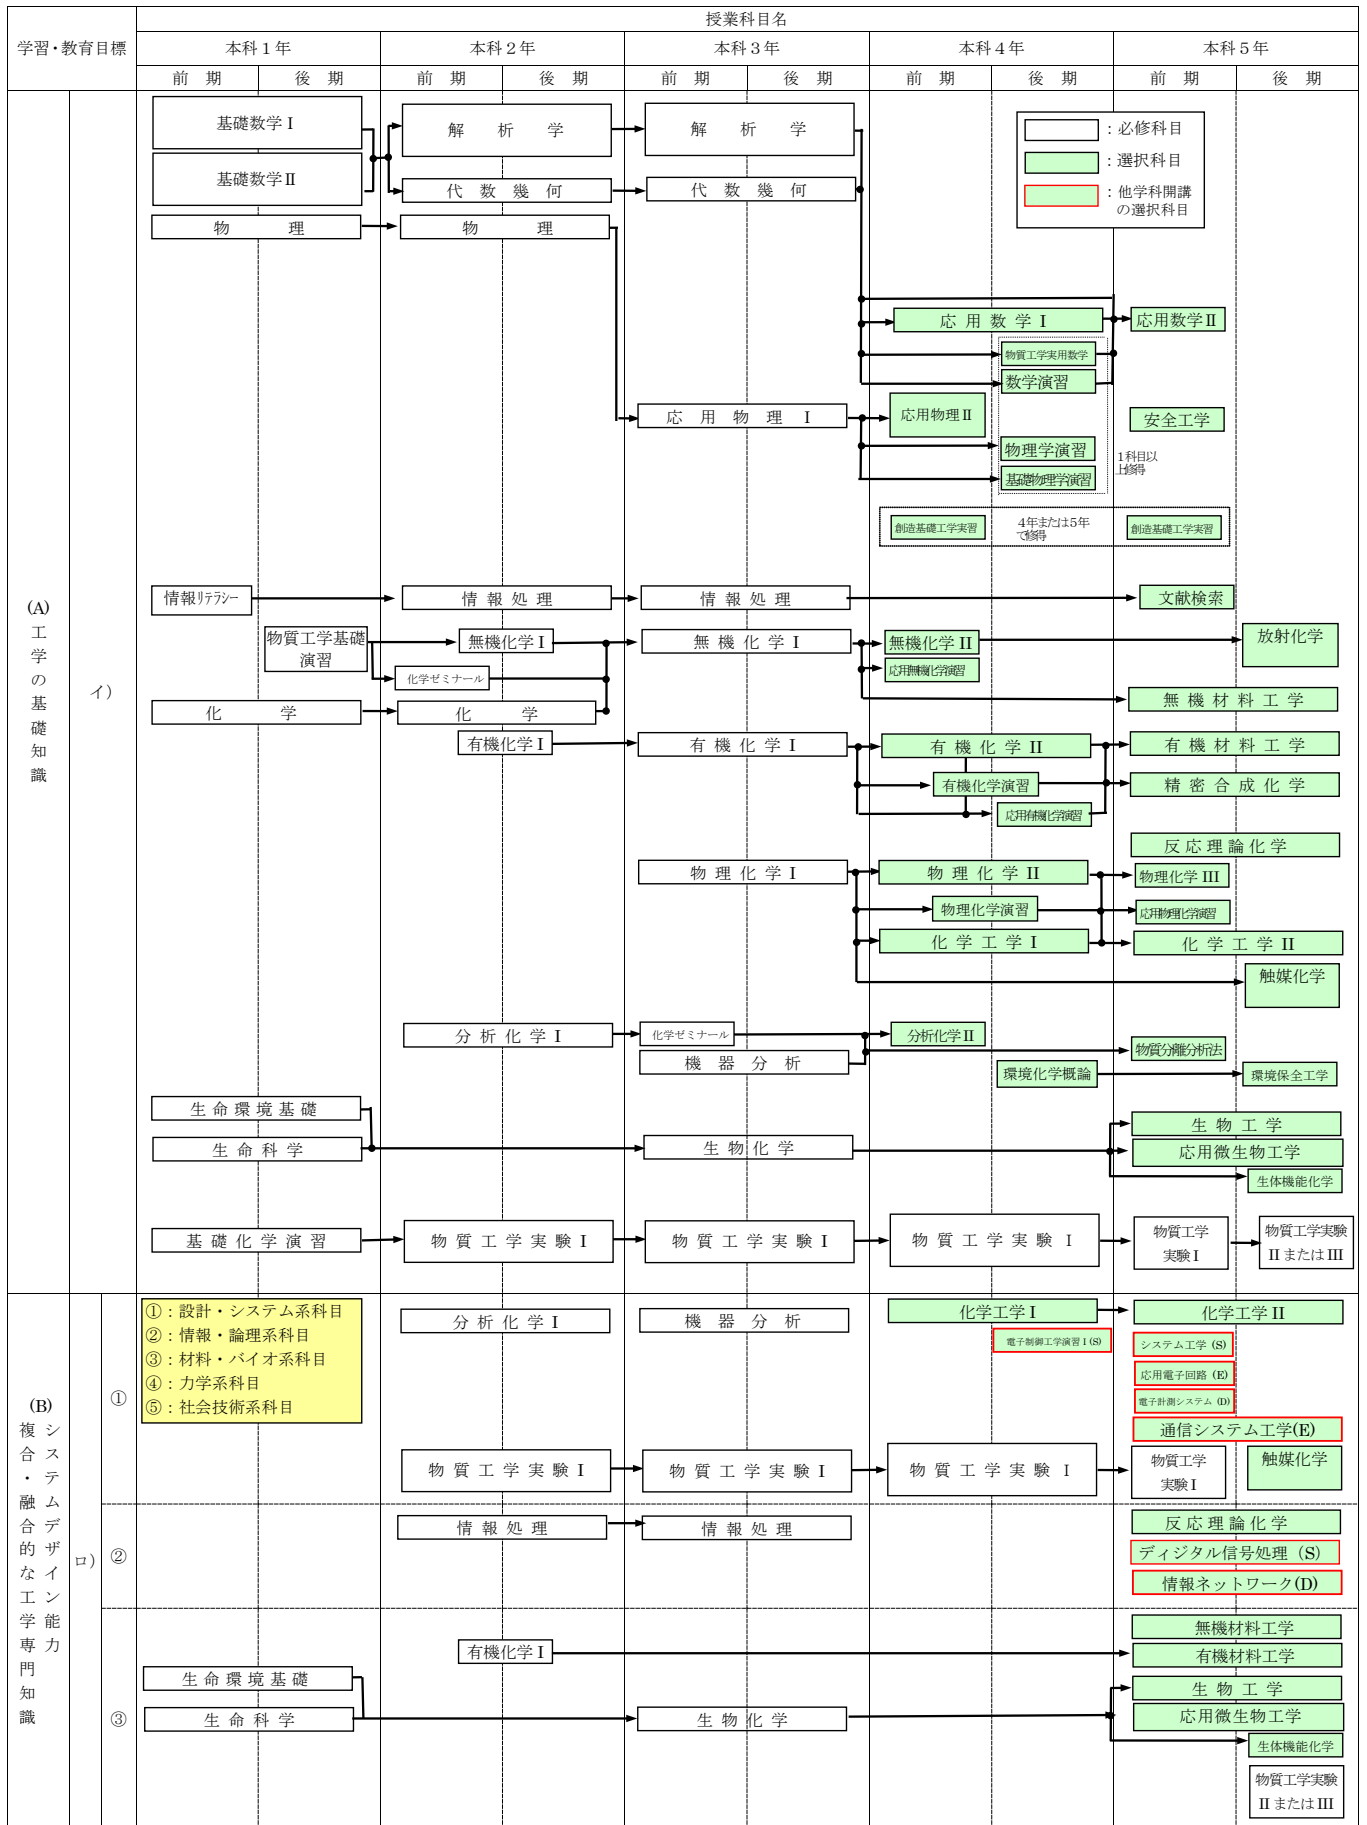 授業科目名
学習・教育目標
本科１年
本科２年
本科３年
本科４年
本科５年
前　期
後　期
前　期
後　期
前　期
後　期
前　期
後　期
前　期
後　期
(A)
工学の基礎知識
イ）
基礎数学Ⅰ
解　析　学
解　析　学
：必修科目
：選択科目
：他学科開講
の選択科目
基礎数学Ⅱ
代数幾何
代数幾何
物　理
物　理
応用数学Ⅰ
応用数学Ⅱ
物質工学実用数学
数学演習
応用物理Ⅰ
応用物理Ⅱ
安全工学
物理学演習
1科目以
上修得
基礎物理学演習
創造基礎工学実習
4年または5年
で修得
創造基礎工学実習
情報リテラシー
情報処理
情報処理
文献検索
物質工学基礎
演習
無機化学Ⅰ
無機化学Ⅰ
無機化学Ⅱ
放射化学
化学ゼミナール
応用無機化学演習
化　学
化　学
無機材料工学
有機化学Ⅰ
有機化学Ⅰ
有機化学Ⅱ
有機材料工学
有機化学演習
精密合成化学
応用有機化学演習
反応理論化学
物理化学Ⅰ
物理化学Ⅱ
物理化学Ⅲ
物理化学演習
応用物理化学演習
化学工学Ⅰ
化学工学Ⅱ
触媒化学
分析化学Ⅰ
化学ゼミナール
分析化学Ⅱ
機器分析
物質分離分析法
環境化学概論
環境保全工学
生命環境基礎
生命科学
生物化学
生物工学
応用微生物工学
生体機能化学
基礎化学演習
物質工学実験Ⅰ
物質工学実験Ⅰ
物質工学実験Ⅰ
物質工学
実験Ⅰ
物質工学実験
ⅡまたはⅢ
(B)
複合・融合的な工学専門知識
システムデザイン能力
ロ）
①
①：設計・システム系科目
②：情報・論理系科目
③：材料・バイオ系科目
④：力学系科目
⑤：社会技術系科目
分析化学Ⅰ
機器分析
化学工学Ⅰ
化学工学Ⅱ
電子制御工学演習Ⅰ(S)
システム工学 (S)
応用電子回路 (E)
電子計測システム (D)
通信システム工学(E)
物質工学実験Ⅰ
物質工学実験Ⅰ
物質工学実験Ⅰ
物質工学
実験Ⅰ
触媒化学
②
情報処理
情報処理
反応理論化学
ディジタル信号処理（S）
情報ネットワーク(D)
③
無機材料工学
有機化学Ⅰ
有機材料工学
生命環境基礎
生命科学
生物化学
生物工学
応用微生物工学
生体機能化学
物質工学実験
ⅡまたはⅢ